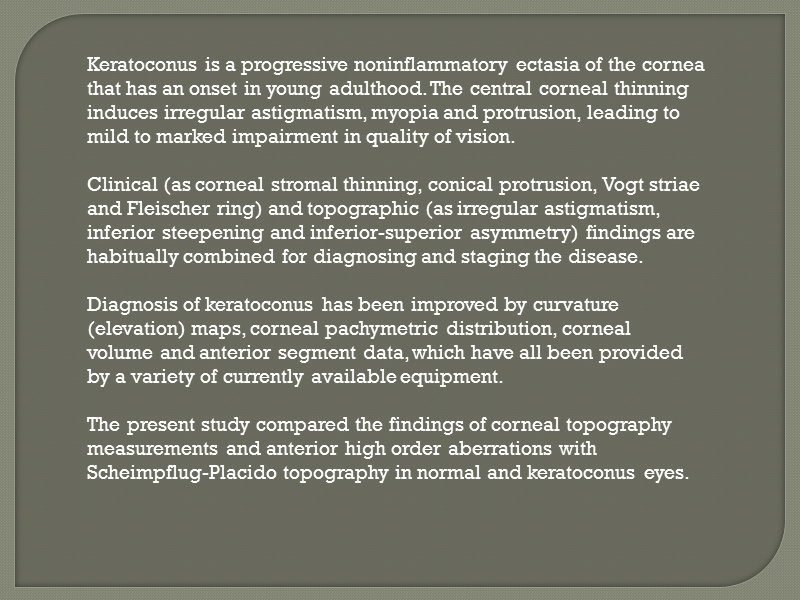 Keratoconus is a progressive noninflammatory ectasia of the cornea
that has an onset in young adulthood. The central corneal thinning
induces irregular astigmatism, myopia and protrusion, leading to
mild to marked impairment in quality of vision.
Clinical (as corneal stromal thinning, conical protrusion, Vogt striae
and Fleischer ring) and topographic (as irregular astigmatism,
inferior steepening and inferior-superior asymmetry) findings are
habitually combined for diagnosing and staging the disease.
Diagnosis of keratoconus has been improved by curvature
(elevation) maps, corneal pachymetric distribution, corneal
volume and anterior segment data, which have all been provided
by a variety of currently available equipment.
The present study compared the findings of corneal topography
measurements and anterior high order aberrations with
Scheimpflug-Placido topography in normal and keratoconus eyes.